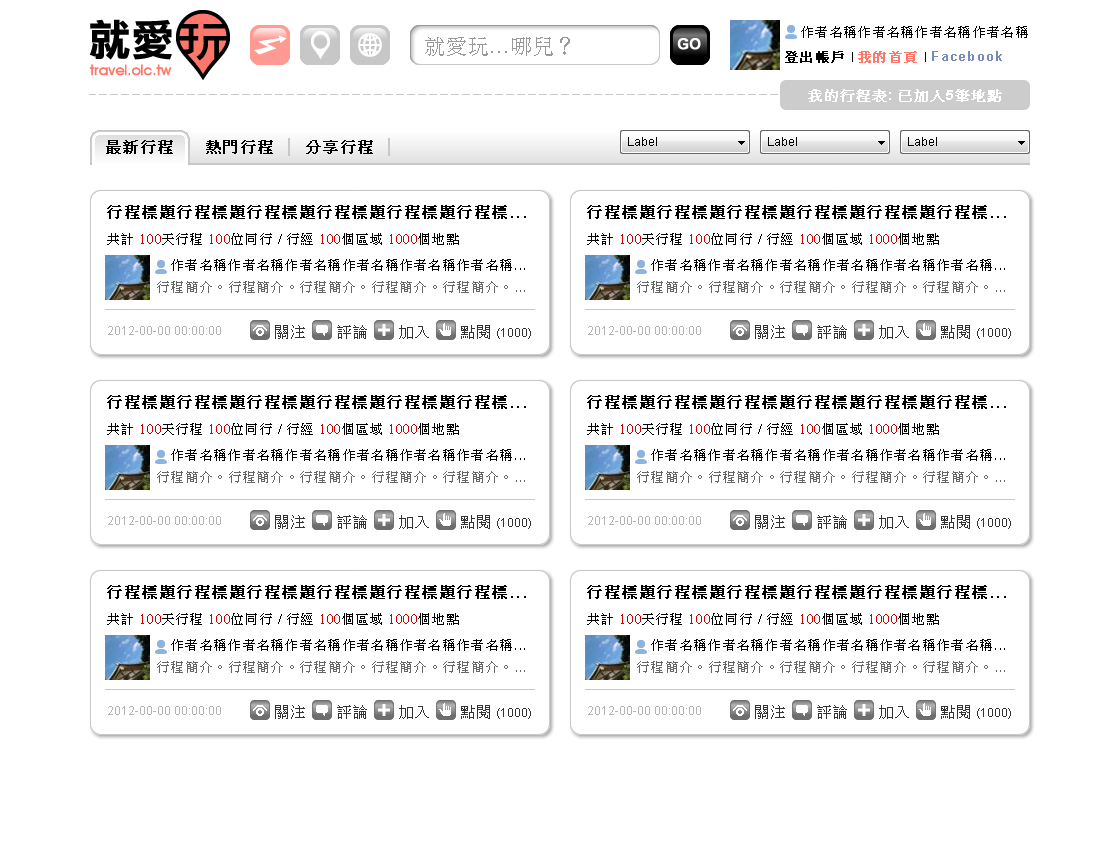 就愛玩
travel.olc.tw
就愛玩...哪兒？
GO
作者名稱作者名稱作者名稱作者名稱
登出帳戶 | 我的首頁 | Facebook
我的行程表: 已加入5筆地點
最新行程 熱門行程 分享行程
Label Label Label
行程標題行程標題行程標題行程標題行程標題行程標...
共計 100天行程 100位同行 / 行經 100個區域 1000個地點
作者名稱作者名稱作者名稱作者名稱作者名稱作者名稱...
行程簡介。行程簡介。行程簡介。行程簡介。行程簡介。...
2012-00-00 00:00:00 關注 評論 加入 點閱 (1000)
行程標題行程標題行程標題行程標題行程標題行程標...
共計 100天行程 100位同行 / 行經 100個區域 1000個地點
作者名稱作者名稱作者名稱作者名稱作者名稱作者名稱...
行程簡介。行程簡介。行程簡介。行程簡介。行程簡介。...
2012-00-00 00:00:00 關注 評論 加入 點閱 (1000)
行程標題行程標題行程標題行程標題行程標題行程標...
共計 100天行程 100位同行 / 行經 100個區域 1000個地點
作者名稱作者名稱作者名稱作者名稱作者名稱作者名稱...
行程簡介。行程簡介。行程簡介。行程簡介。行程簡介。...
2012-00-00 00:00:00 關注 評論 加入 點閱 (1000)
行程標題行程標題行程標題行程標題行程標題行程標...
共計 100天行程 100位同行 / 行經 100個區域 1000個地點
作者名稱作者名稱作者名稱作者名稱作者名稱作者名稱...
行程簡介。行程簡介。行程簡介。行程簡介。行程簡介。...
2012-00-00 00:00:00 關注 評論 加入 點閱 (1000)
行程標題行程標題行程標題行程標題行程標題行程標...
共計 100天行程 100位同行 / 行經 100個區域 1000個地點
作者名稱作者名稱作者名稱作者名稱作者名稱作者名稱...
行程簡介。行程簡介。行程簡介。行程簡介。行程簡介。...
2012-00-00 00:00:00 關注 評論 加入 點閱 (1000)
行程標題行程標題行程標題行程標題行程標題行程標...
共計 100天行程 100位同行 / 行經 100個區域 1000個地點
作者名稱作者名稱作者名稱作者名稱作者名稱作者名稱...
行程簡介。行程簡介。行程簡介。行程簡介。行程簡介。...
2012-00-00 00:00:00 關注 評論 加入 點閱 (1000)